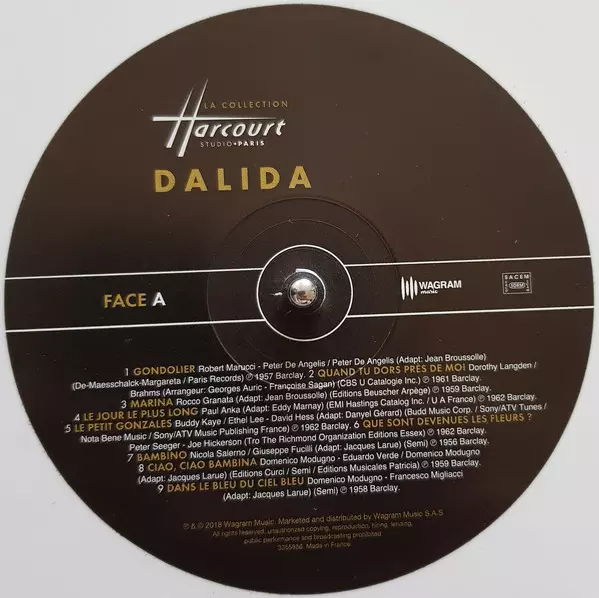 LA COLLECTION
Harcourt
STUDIO•PARIS
DALIDA
FACE A
WAGRAM
music
SACEM
1 GONDOLIER Robert Marucci - Peter De Angelis / Peter De Angelis (Adapt: Jean Broussolle)
(De-Maesschalck-Margareta / Paris Records) ℗ 1957 Barclay. 2 QUAND TU DORS PRÈS DE MOI Dorothy Langden /
Brahms (Arrangeur: Georges Auric - Françoise Sagan) (CBS U Catalogie Inc.) ℗ 1961 Barclay.
3 MARINA Rocco Granata (Adapt: Jean Broussolle) (Editions Beuscher Arpège) ℗ 1959 Barclay.
4 LE JOUR LE PLUS LONG Paul Anka (Adapt: Eddy Marnay) (EMI Hastings Catalog Inc. / U A France) ℗ 1962 Barclay.
5 LE PETIT GONZALES Buddy Kaye / Ethel Lee - David Hess (Adapt: Danyel Gérard) (Budd Music Corp. / Sony/ATV Tunes /
Nota Bene Music / Sony/ATV Music Publishing France) ℗ 1962 Barclay. 6 QUE SONT DEVENUES LES FLEURS ?
Peter Seeger - Joe Hickerson (Tro The Richmond Organization Editions Essex) ℗ 1962 Barclay.
7 BAMBINO Nicola Salerno / Giuseppe Fucilli (Adapt: Jacques Larue) (Semi) ℗ 1956 Barclay.
8 CIAO, CIAO BAMBINA Domenico Modugno - Eduardo Verde / Domenico Modugno
(Adapt: Jacques Larue) (Editions Curci / Semi / Editions Musicales Patricia) ℗ 1959 Barclay.
9 DANS LE BLEU DU CIEL BLEU Domenico Modugno - Francesco Migliacci
(Adapt: Jacques Larue) (Semi) ℗ 1958 Barclay.
℗ & © 2018 Wagram Music. Marketed and distributed by Wagram Music S.A.S
All rights reserved, unauthorized copying, reproduction, hiring, lending,
public performance and broadcasting prohibited
Made in France